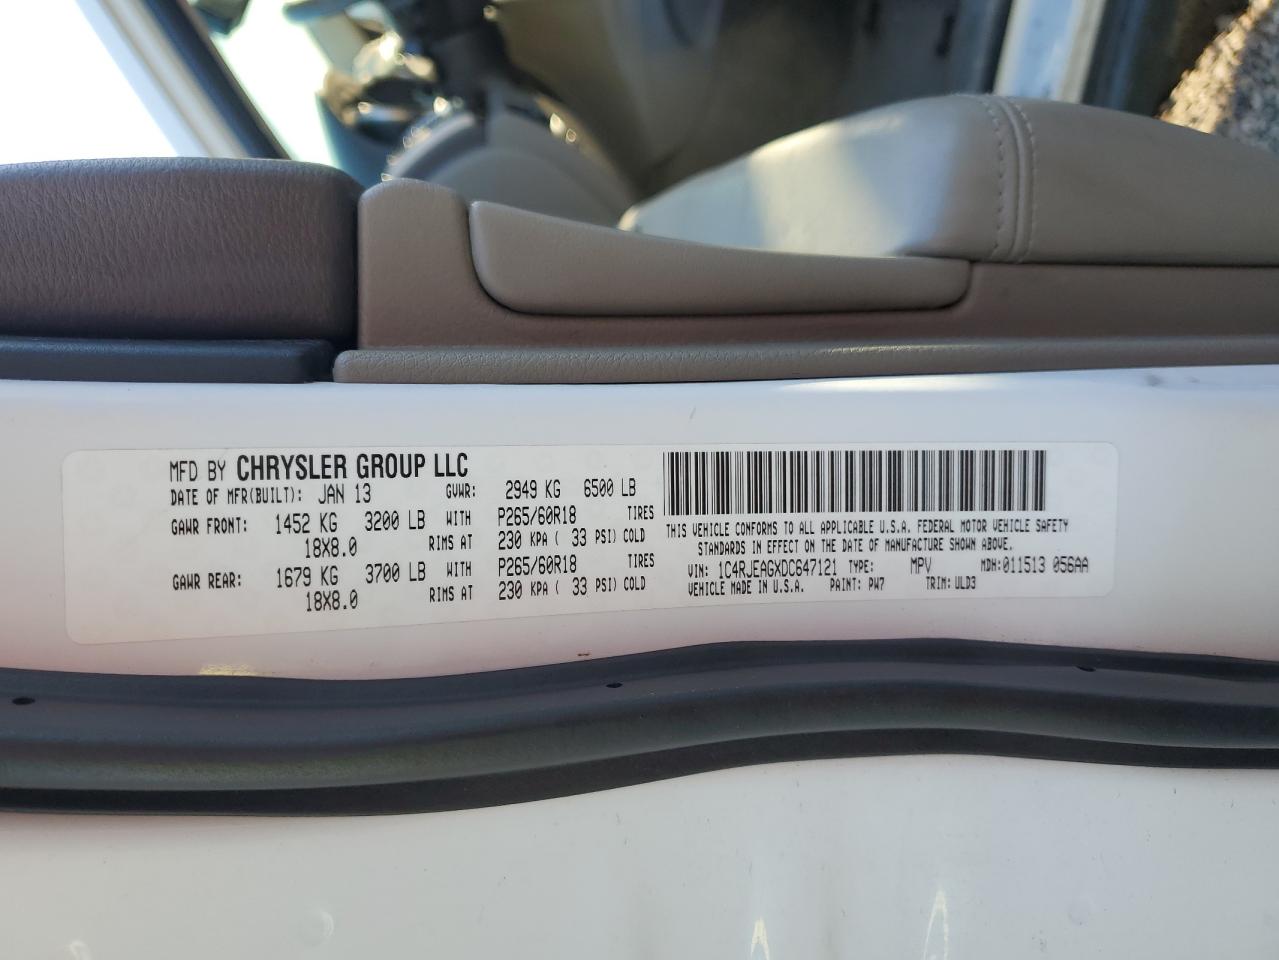 MFD BY CHRYSLER GROUP LLC
DATE OF MFR(BUILT): JAN 13 GVWR: 2949 KG 6500 LB
GAWR FRONT: 1452 KG 3200 LB WITH P265/60R18 TIRES
18X8.0 RIMS AT 230 KPA ( 33 PSI) COLD
GAWR REAR: 1679 KG 3700 LB WITH P265/60R18 TIRES
18X8.0 RIMS AT 230 KPA ( 33 PSI) COLD
THIS VEHICLE CONFORMS TO ALL APPLICABLE U.S.A. FEDERAL MOTOR VEHICLE SAFETY
STANDARDS IN EFFECT ON THE DATE OF MANUFACTURE SHOWN ABOVE.
VIN: 1C4RJEAGXDC647121 TYPE: MPV MDH:011513 056AA
VEHICLE MADE IN U.S.A. PAINT: PW7 TRIM: ULD3